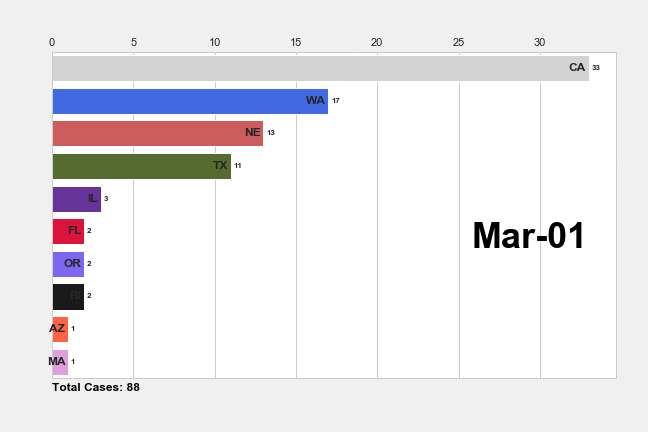 0 5 10 15 20 25 30
CA 33
WA 17
NE 13
TX 11
IL 3
FL 2
Mar-01
OR 2
RI 2
AZ 1
MA 1
Total Cases: 88